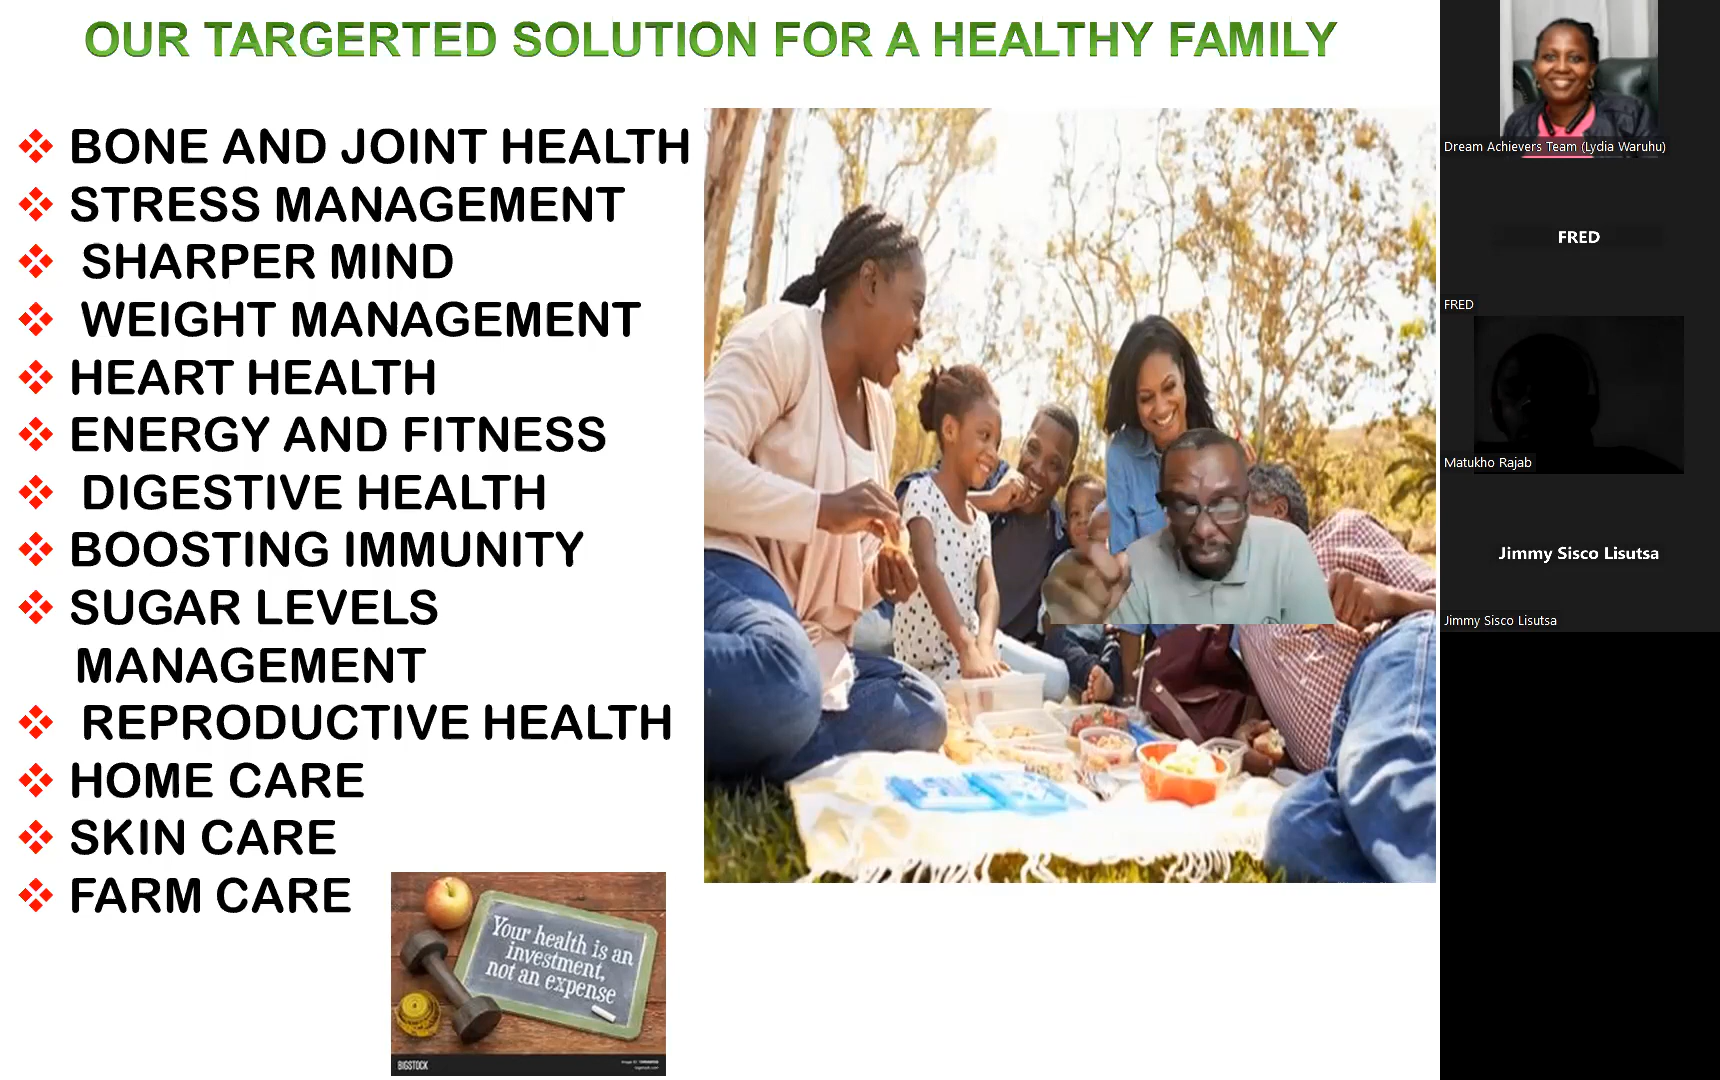 OUR TARGERTED SOLUTION FOR A HEALTHY FAMILY
BONE AND JOINT HEALTH
STRESS MANAGEMENT
SHARPER MIND
WEIGHT MANAGEMENT
HEART HEALTH
ENERGY AND FITNESS
DIGESTIVE HEALTH
BOOSTING IMMUNITY
SUGAR LEVELS
MANAGEMENT
REPRODUCTIVE HEALTH
HOME CARE
SKIN CARE
FARM CARE
Your health is an
investment,
not an expense
BIGSTOCK
Dream Achievers Team (Lydia Waruhu)
FRED
FRED
Matukho Rajab
Jimmy Sisco Lisutsa
Jimmy Sisco Lisutsa